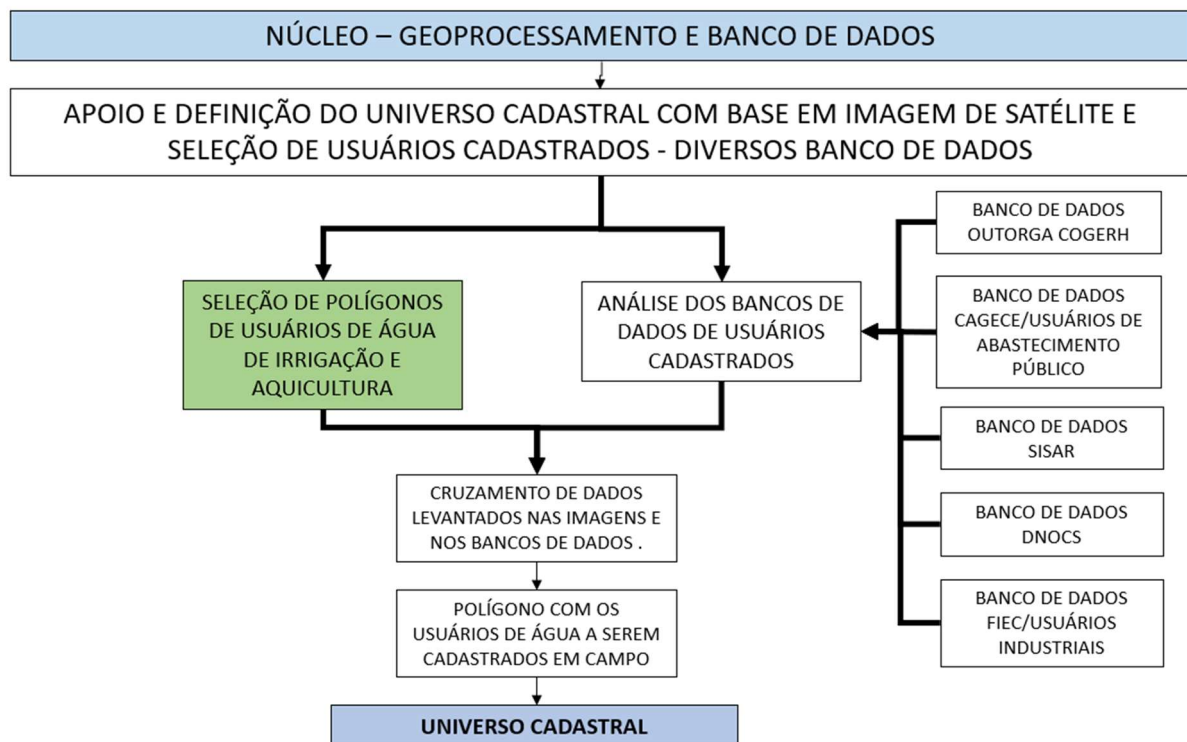 NÚCLEO – GEOPROCESSAMENTO E BANCO DE DADOS
APOIO E DEFINIÇÃO DO UNIVERSO CADASTRAL COM BASE EM IMAGEM DE SATÉLITE E
SELEÇÃO DE USUÁRIOS CADASTRADOS - DIVERSOS BANCO DE DADOS
SELEÇÃO DE POLÍGONOS
DE USUÁRIOS DE ÁGUA
DE IRRIGAÇÃO E
AQUICULTURA
ANÁLISE DOS BANCOS DE
DADOS DE USUÁRIOS
CADASTRADOS
BANCO DE DADOS
OUTORGA COGERH
BANCO DE DADOS
CAGECE/USUÁRIOS DE
ABASTECIMENTO
PÚBLICO
BANCO DE DADOS
SISAR
BANCO DE DADOS
DNOCS
BANCO DE DADOS
FIEC/USUÁRIOS
INDUSTRIAIS
CRUZAMENTO DE DADOS
LEVANTADOS NAS IMAGENS E
NOS BANCOS DE DADOS .
POLÍGONO COM OS
USUÁRIOS DE ÁGUA A SEREM
CADASTRADOS EM CAMPO
UNIVERSO CADASTRAL